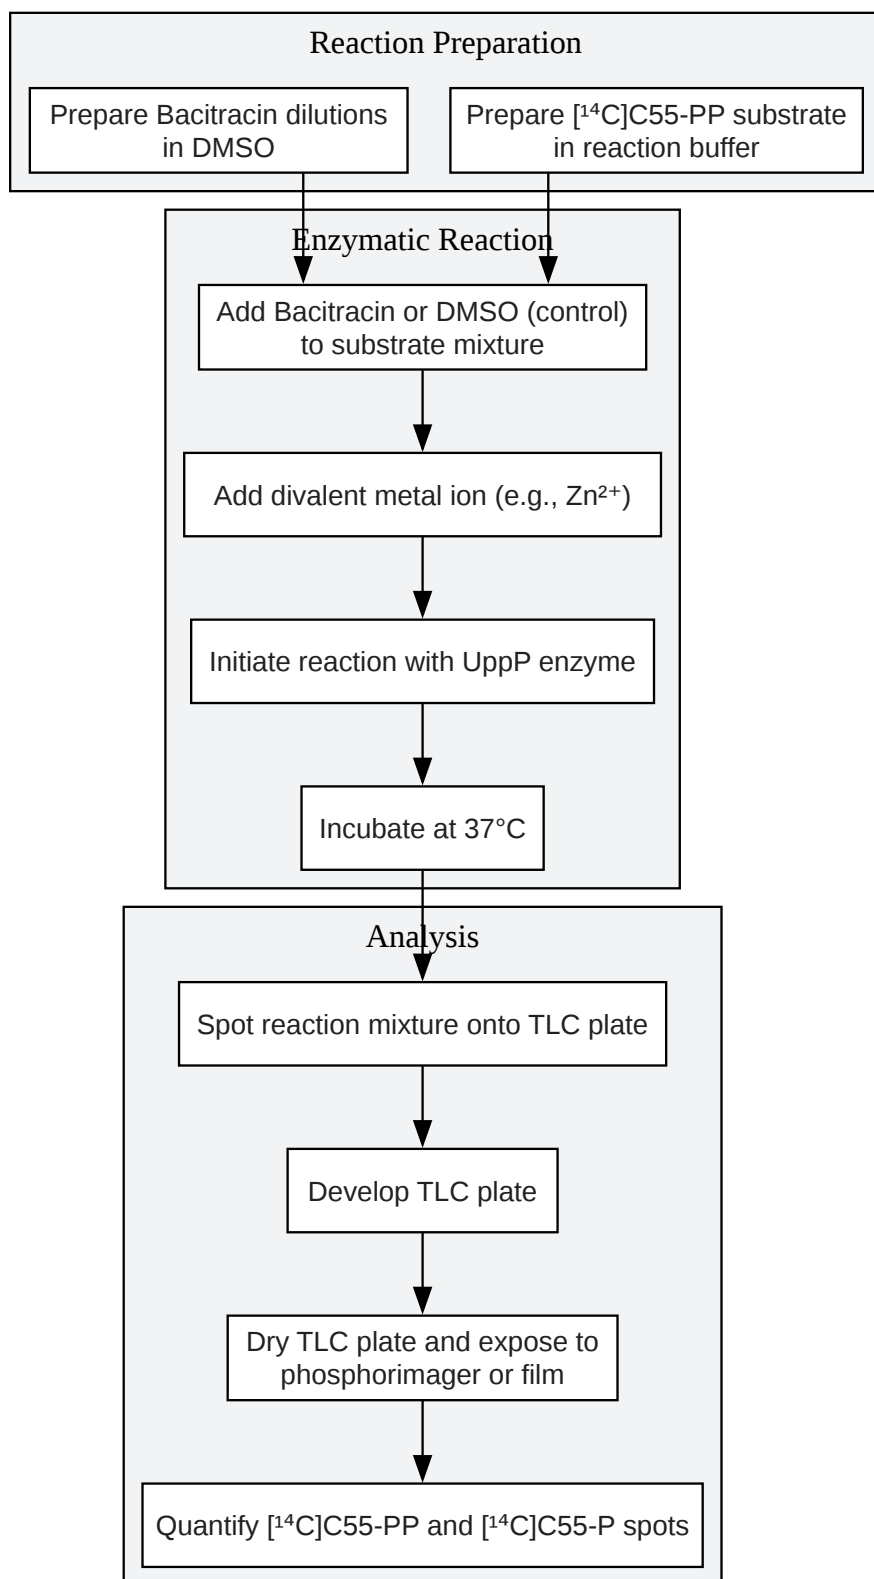 Reaction Preparation
Prepare Bacitracin dilutions
in DMSO
Prepare [¹⁴C]C55-PP substrate
in reaction buffer
Enzymatic Reaction
Add Bacitracin or DMSO (control)
to substrate mixture
Add divalent metal ion (e.g., Zn²⁺)
Initiate reaction with UppP enzyme
Incubate at 37°C
Analysis
Spot reaction mixture onto TLC plate
Develop TLC plate
Dry TLC plate and expose to
phosphorimager or film
Quantify [¹⁴C]C55-PP and [¹⁴C]C55-P spots